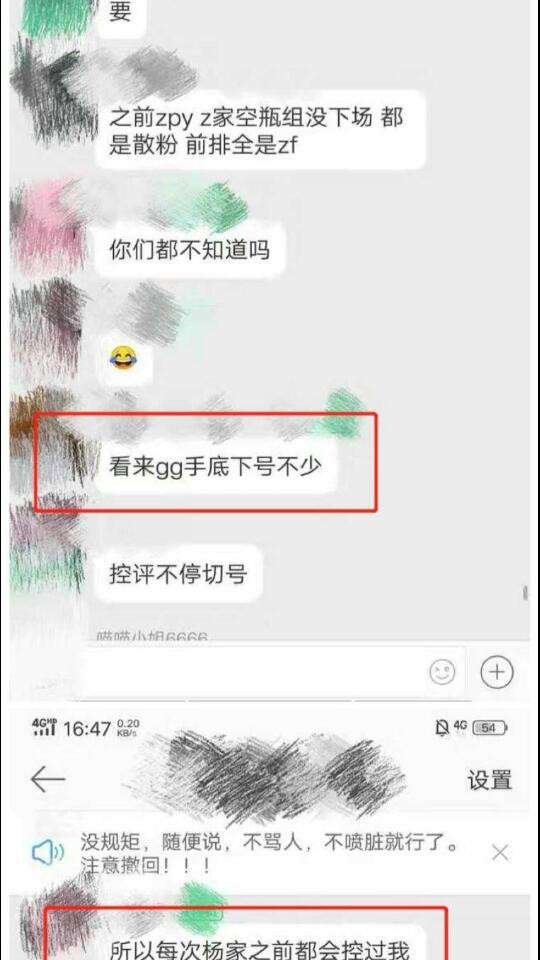 要
之前zpy z家空瓶组没下场 都
是散粉 前排全是zf
你们都不知道吗
看来gg手底下号不少
控评不停切号
喵喵小姐6666
4GHD 16:47 0.20 KB/s 4G 54
设置
没规矩，随便说，不骂人，不喷脏就行了。
注意撤回！！！
所以每次杨家之前都会控过我